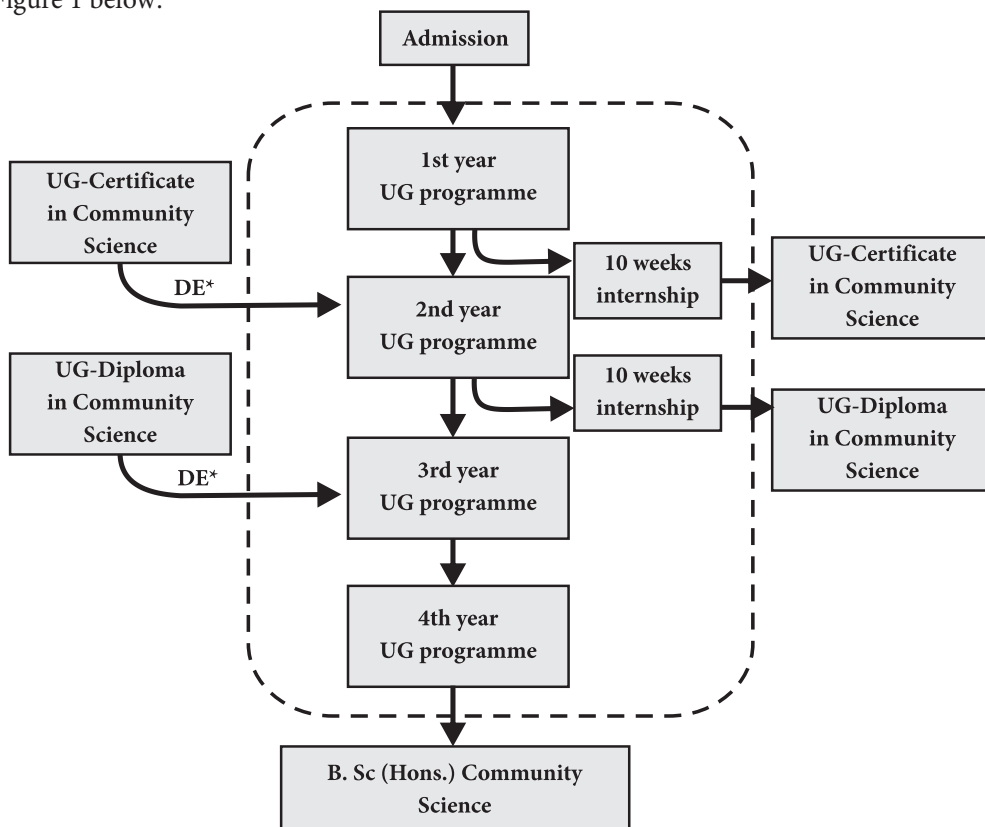 Figure 1 below.
Admission
1st year
UG programme
UG-Certificate
in Community
Science
DE*
10 weeks
internship
UG-Certificate
in Community
Science
2nd year
UG programme
UG-Diploma
in Community
Science
DE*
10 weeks
internship
UG-Diploma
in Community
Science
3rd year
UG programme
4th year
UG programme
B. Sc (Hons.) Community
Science